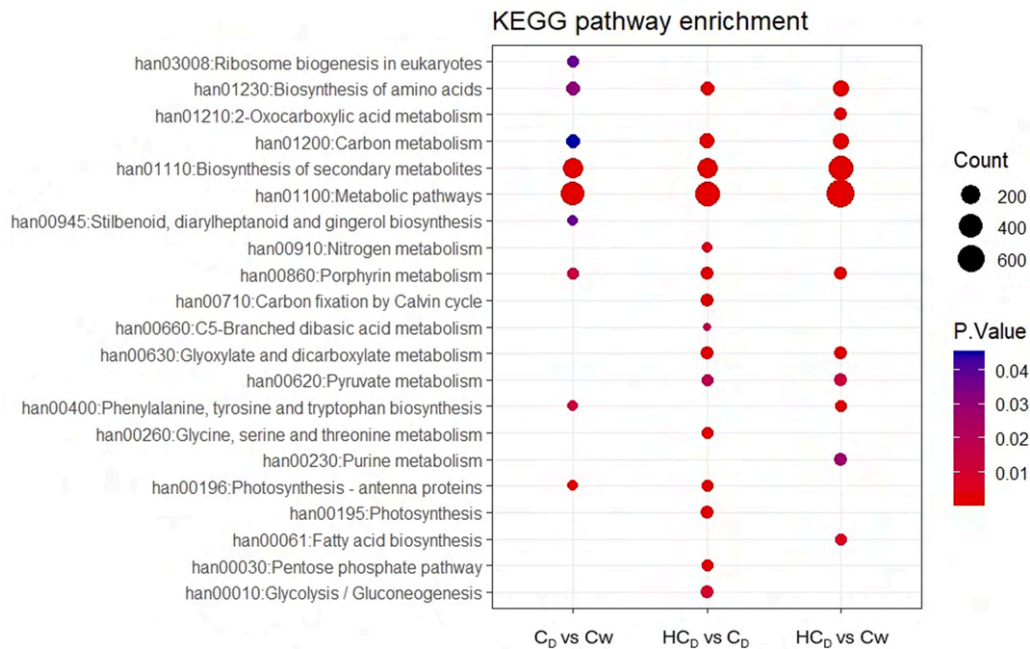 KEGG pathway enrichment
han03008:Ribosome biogenesis in eukaryotes
han01230:Biosynthesis of amino acids
han01210:2-Oxocarboxylic acid metabolism
han01200:Carbon metabolism
han01110:Biosynthesis of secondary metabolites
han01100:Metabolic pathways
han00945:Stilbenoid, diarylheptanoid and gingerol biosynthesis
han00910:Nitrogen metabolism
han00860:Porphyrin metabolism
han00710:Carbon fixation by Calvin cycle
han00660:C5-Branched dibasic acid metabolism
han00630:Glyoxylate and dicarboxylate metabolism
han00620:Pyruvate metabolism
han00400:Phenylalanine, tyrosine and tryptophan biosynthesis
han00260:Glycine, serine and threonine metabolism
han00230:Purine metabolism
han00196:Photosynthesis - antenna proteins
han00195:Photosynthesis
han00061:Fatty acid biosynthesis
han00030:Pentose phosphate pathway
han00010:Glycolysis / Gluconeogenesis
C_D vs Cw
HC_D vs C_D
HC_D vs Cw
Count
200
400
600
P.Value
0.04
0.03
0.02
0.01